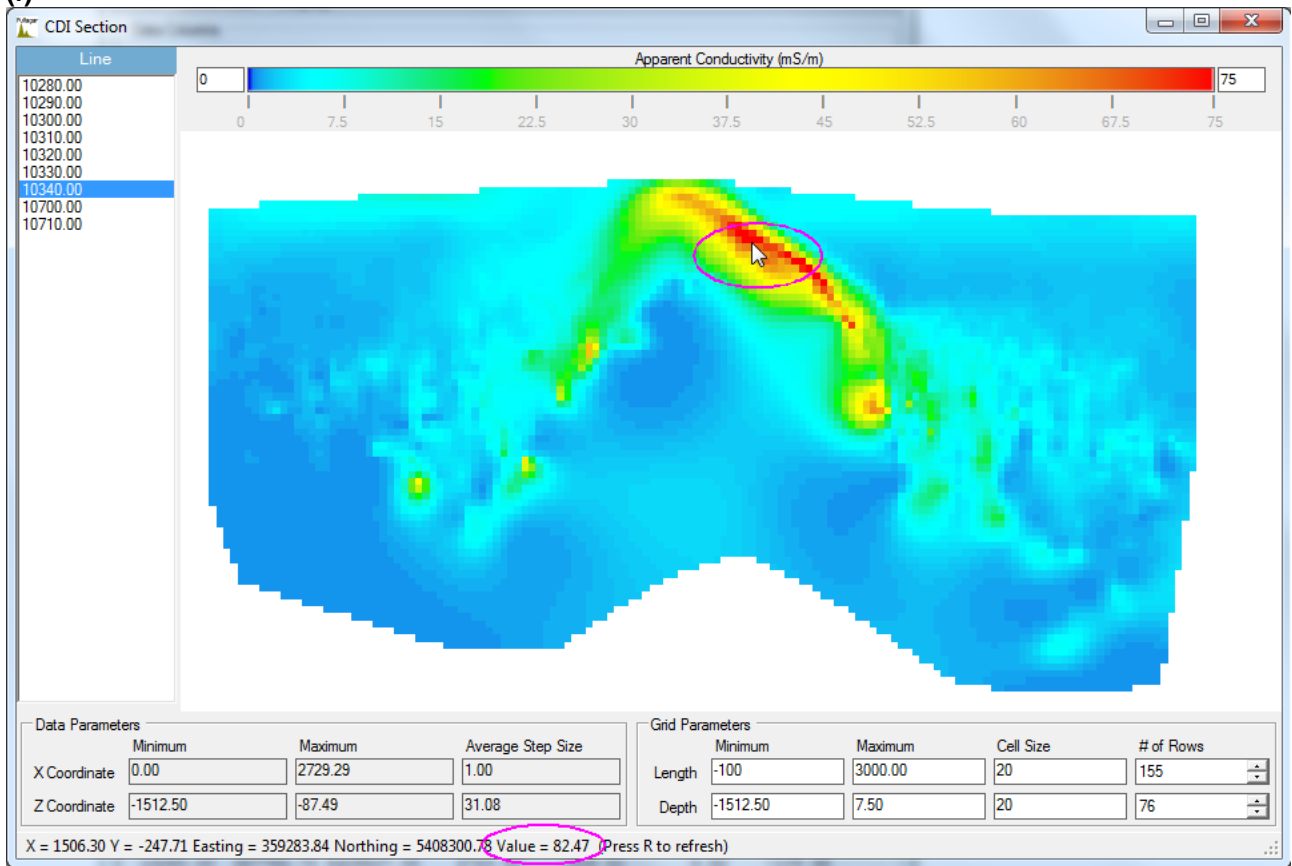 CDI Section
Line
Apparent Conductivity (mS/m)
0
75
0 7.5 15 22.5 30 37.5 45 52.5 60 67.5 75
10280.00
10290.00
10300.00
10310.00
10320.00
10330.00
10340.00
10700.00
10710.00
Data Parameters
Minimum Maximum Average Step Size
X Coordinate 0.00 2729.29 1.00
Z Coordinate -1512.50 -87.49 31.08
Grid Parameters
Minimum Maximum Cell Size # of Rows
Length -100 3000.00 20 155
Depth -1512.50 7.50 20 76
X = 1506.30 Y = -247.71 Easting = 359283.84 Northing = 5408300.78 Value = 82.47 (Press R to refresh)